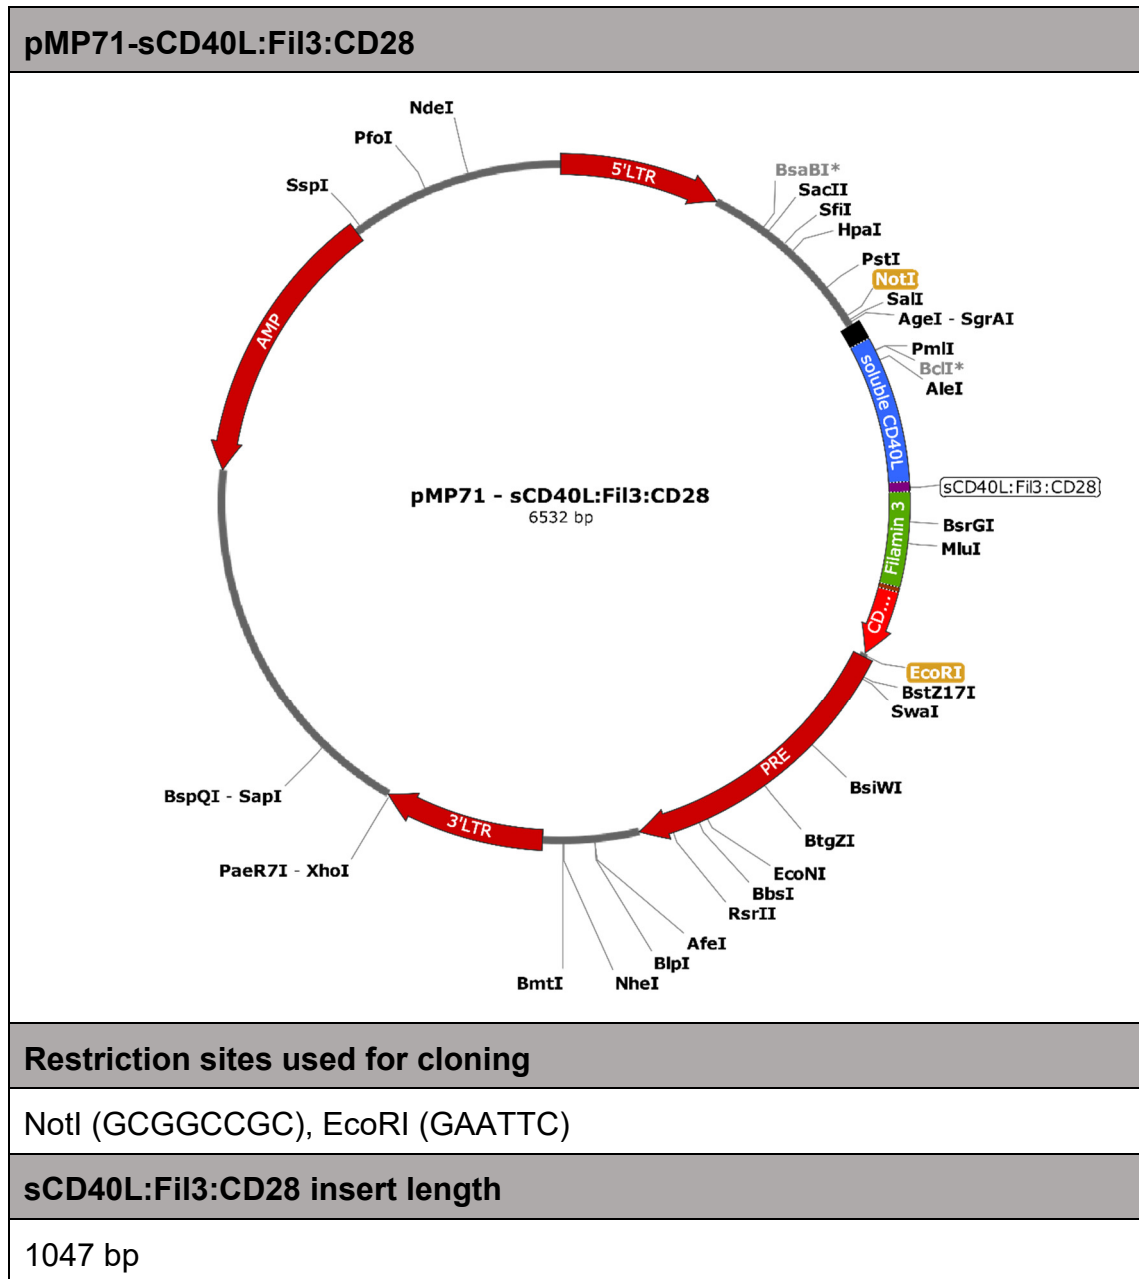 pMP71-sCD40L:Fil3:CD28
NdeI
PfoI
SspI
5'LTR
BsaBI*
SacII
SfiI
HpaI
PstI
NotI
SalI
AgeI - SgrAI
PmlI
BclI*
AleI
AMP
soluble CD40L
pMP71 - sCD40L:Fil3:CD28
6532 bp
sCD40L:Fil3:CD28
Filamin 3
BsrGI
MluI
CD...
EcoRI
BstZ17I
SwaI
PRE
BsiWI
BspQI - SapI
3'LTR
BtgZI
PaeR7I - XhoI
EcoNI
BbsI
RsrII
AfeI
BlpI
BmtI
NheI
Restriction sites used for cloning
NotI (GCGGCCGC), EcoRI (GAATTC)
sCD40L:Fil3:CD28 insert length
1047 bp